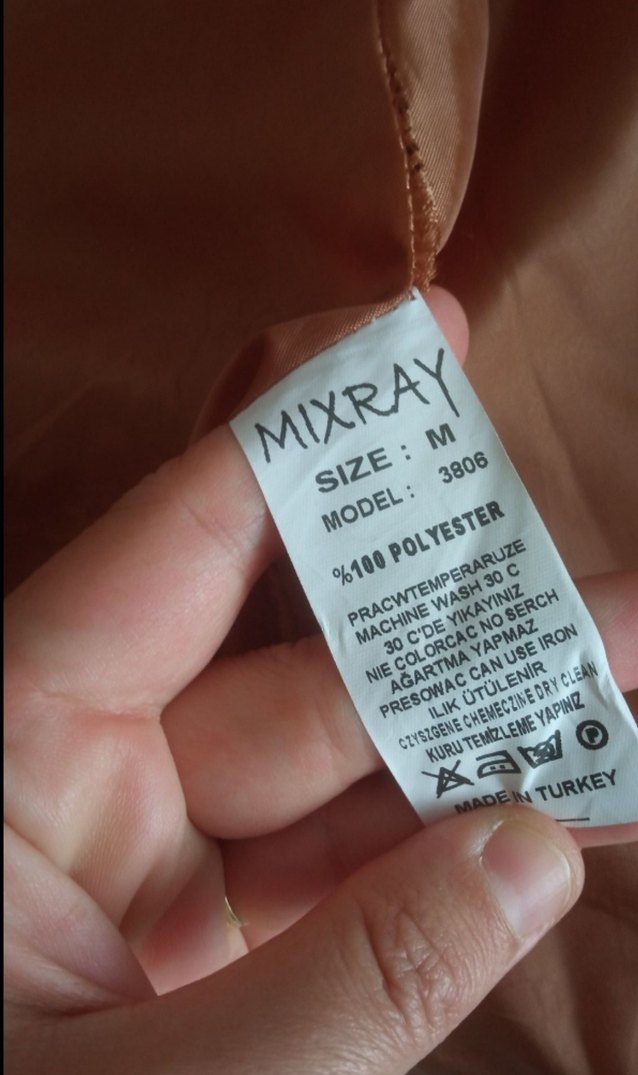 MIXRAY
SIZE : M
MODEL : 3806
%100 POLYESTER
PRACWTEMPERARUZE
MACHINE WASH 30 C
30 C'DE YIKAYINIZ
NIE COLORCAC NO SERCH
AĞARTMA YAPMAZ
PRESOWAC CAN USE IRON
ILIK ÜTÜLENİR
CZYSZGENE CHEMECZINE DRY CLEAN
KURU TEMİZLEME YAPINIZ
P
MADE IN TURKEY